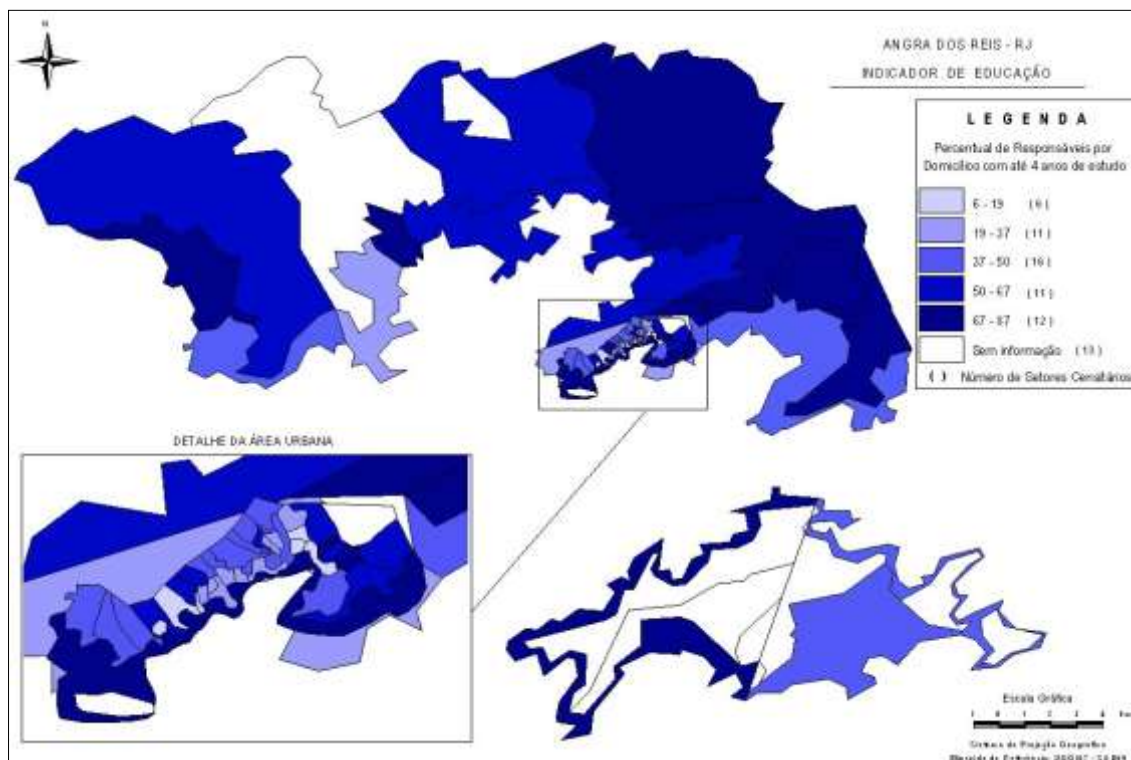 N
ANGRA DOS REIS - RJ
INDICADOR DE EDUCAÇÃO
LEGENDA
Percentual de Responsáveis por
Domicílios com até 4 anos de estudo
6 - 19
19 - 37 (11)
37 - 50 (16)
50 - 67 (11)
67 - 87 (12)
Sem informação (13)
( ) Número de Setores Censitários
DETALHE DA ÁREA URBANA
Escala Gráfica
Sistema de Projeção Geográfica